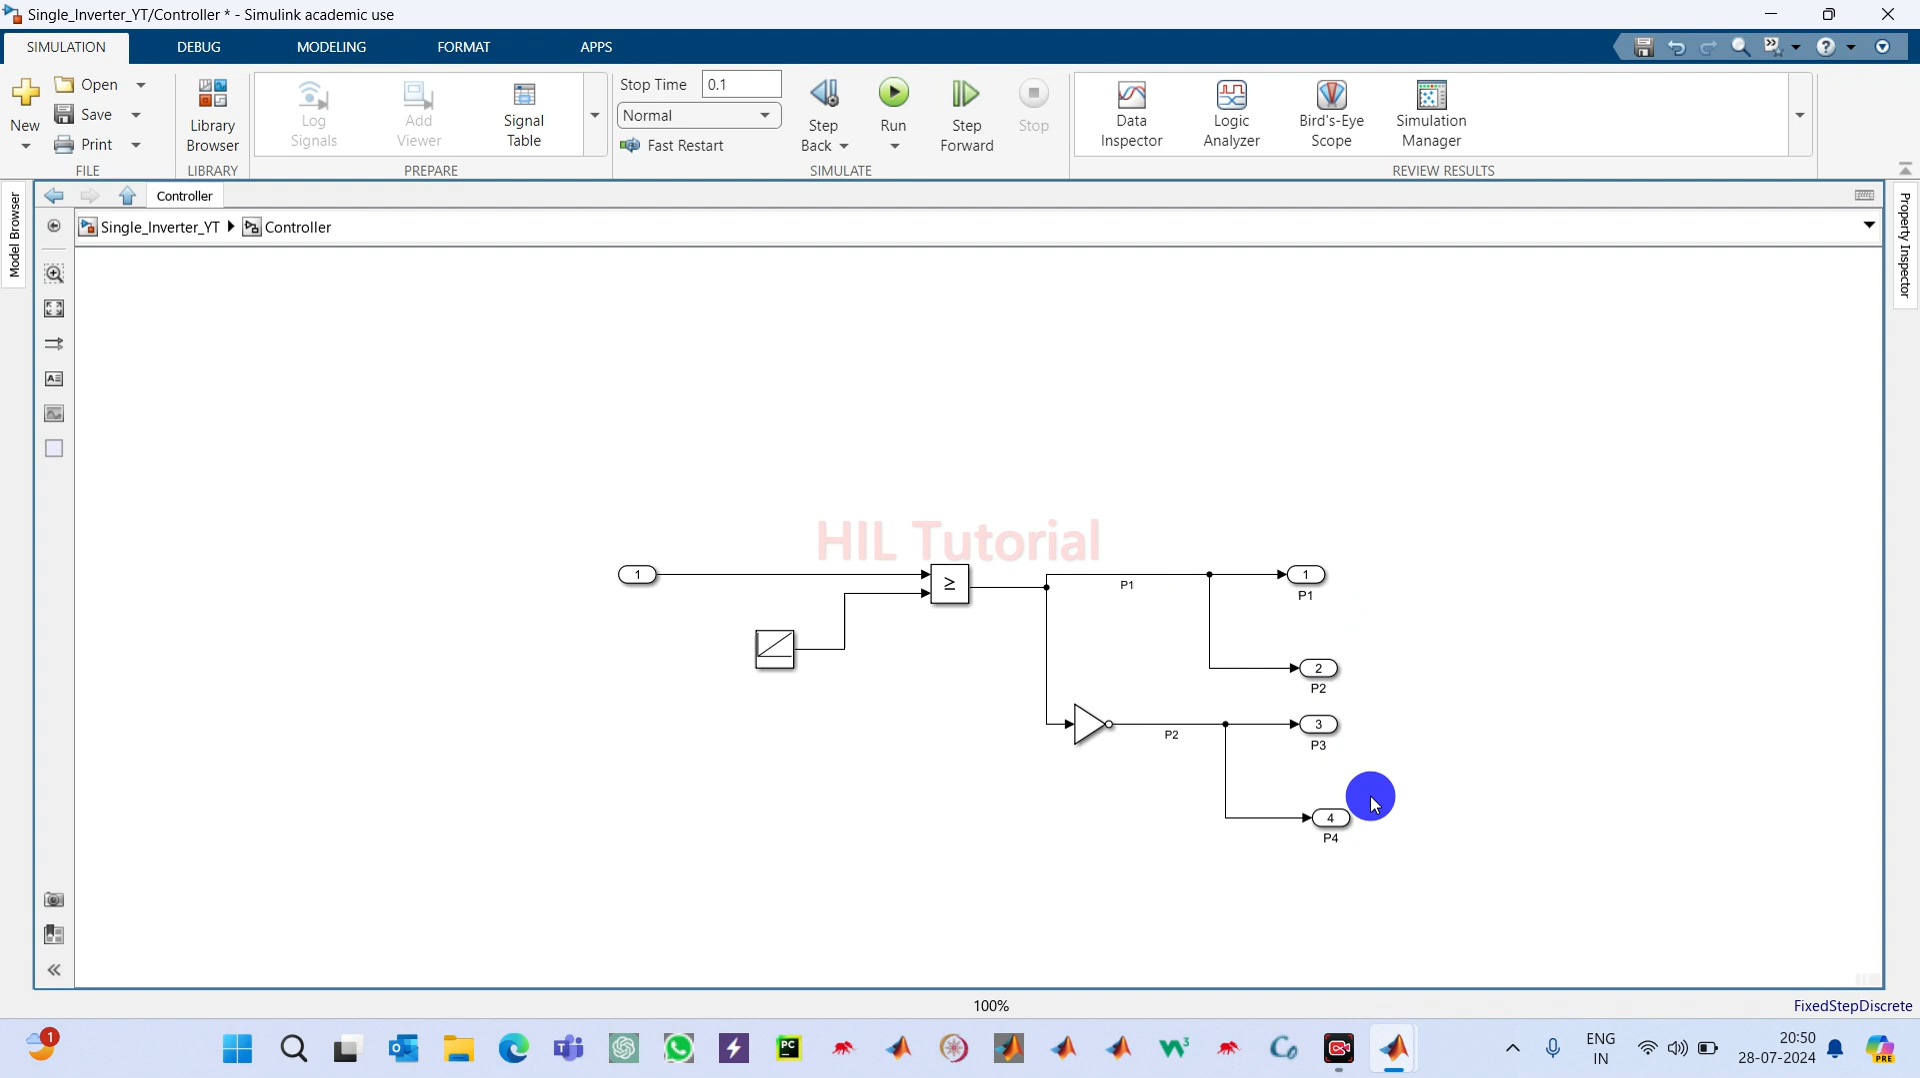 Single_Inverter_YT/Controller * - Simulink academic use
SIMULATION
DEBUG
MODELING
FORMAT
APPS
New
Open
Save
Print
FILE
Library
Browser
LIBRARY
Log
Signals
Add
Viewer
Signal
Table
PREPARE
Stop Time 0.1
Normal
Fast Restart
Step
Back
Run
Step
Forward
Stop
SIMULATE
Data
Inspector
Logic
Analyzer
Bird's-Eye
Scope
Simulation
Manager
REVIEW RESULTS
Model Browser
Property Inspector
Controller
Single_Inverter_YT
Controller
HIL Tutorial
1
≥
P1
1
P1
2
P2
P2
3
P3
4
P4
100%
FixedStepDiscrete
1
PC
ENG
IN
20:50
28-07-2024
PRE